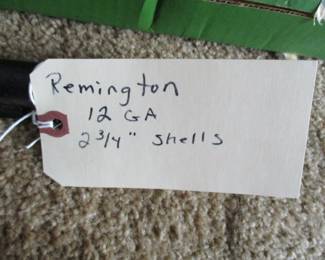 Remington
12 GA
2 3/4" shells